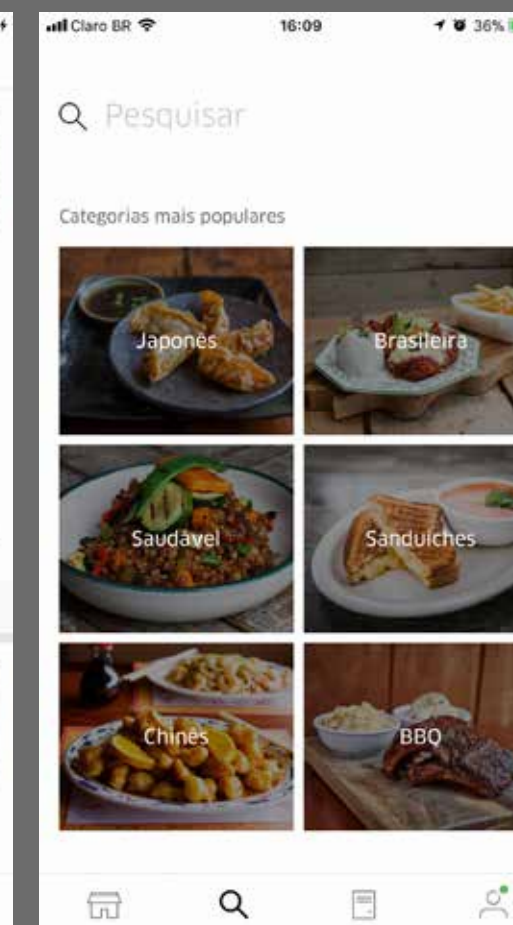 Claro BR 16:09 36%
Pesquisar
Categorias mais populares
Japonês Brasileira
Saudável Sanduíches
Chinês BBQ